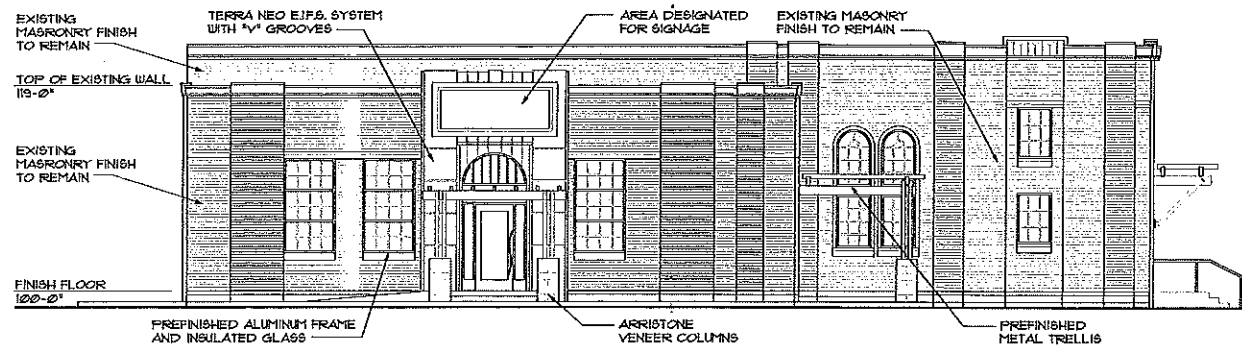 EXISTING
MASRONRY FINISH
TO REMAIN
TERRA NEO E.I.F.S. SYSTEM
WITH "V" GROOVES
AREA DESIGNATED
FOR SIGNAGE
EXISTING MASONRY
FINISH TO REMAIN
TOP OF EXISTING WALL
119-0"
EXISTING
MASRONRY FINISH
TO REMAIN
FINISH FLOOR
100-0"
PREFINISHED ALUMINUM FRAME
AND INSULATED GLASS
ARRISTONE
VENEER COLUMNS
PREFINISHED
METAL TRELLIS